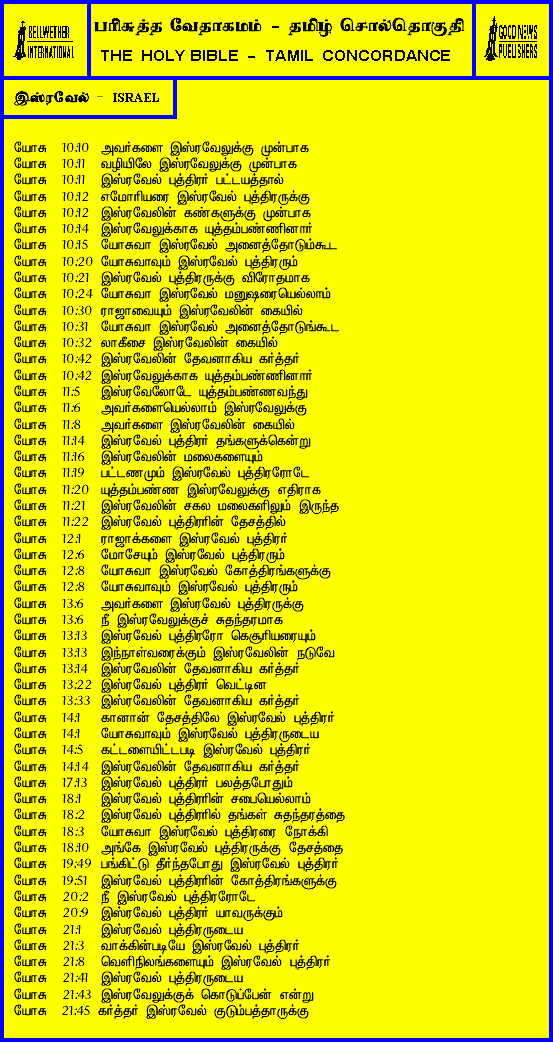 BELLWETHER
INTERNATIONAL
பரிசுத்த வேதாகமம் - தமிழ் சொல்தொகுதி
THE HOLY BIBLE - TAMIL CONCORDANCE
GOOD NEWS
PUBLISHERS
இஸ்ரவேல் - ISRAEL
யோசு 10:10 அவர்களை இஸ்ரவேலுக்கு முன்பாக
யோசு 10:11 வழியிலே இஸ்ரவேலுக்கு முன்பாக
யோசு 10:11 இஸ்ரவேல் புத்திரர் பட்டயத்தால்
யோசு 10:12 எமோரியரை இஸ்ரவேல் புத்திரருக்கு
யோசு 10:12 இஸ்ரவேலின் கண்களுக்கு முன்பாக
யோசு 10:14 இஸ்ரவேலுக்காக யுத்தம்பண்ணினார்
யோசு 10:15 யோசுவா இஸ்ரவேல் அனைத்தோடும்கூட
யோசு 10:20 யோசுவாவும் இஸ்ரவேல் புத்திரரும்
யோசு 10:21 இஸ்ரவேல் புத்திரருக்கு விரோதமாக
யோசு 10:24 யோசுவா இஸ்ரவேல் மனுஷரையெல்லாம்
யோசு 10:30 ராஜாவையும் இஸ்ரவேலின் கையில்
யோசு 10:31 யோசுவா இஸ்ரவேல் அனைத்தோடுங்கூட
யோசு 10:32 லாகீசை இஸ்ரவேலின் கையில்
யோசு 10:42 இஸ்ரவேலின் தேவனாகிய கர்த்தர்
யோசு 10:42 இஸ்ரவேலுக்காக யுத்தம்பண்ணினார்
யோசு 11:5 இஸ்ரவேலோடே யுத்தம்பண்ணவந்து
யோசு 11:6 அவர்களையெல்லாம் இஸ்ரவேலுக்கு
யோசு 11:8 அவர்களை இஸ்ரவேலின் கையில்
யோசு 11:14 இஸ்ரவேல் புத்திரர் தங்களுக்கென்று
யோசு 11:16 இஸ்ரவேலின் மலைகளையும்
யோசு 11:19 பட்டணமும் இஸ்ரவேல் புத்திரரோடே
யோசு 11:20 யுத்தம்பண்ண இஸ்ரவேலுக்கு எதிராக
யோசு 11:21 இஸ்ரவேலின் சகல மலைகளிலும் இருந்த
யோசு 11:22 இஸ்ரவேல் புத்திரரின் தேசத்தில்
யோசு 12:1 ராஜாக்களை இஸ்ரவேல் புத்திரர்
யோசு 12:6 மோசேயும் இஸ்ரவேல் புத்திரரும்
யோசு 12:8 யோசுவா இஸ்ரவேல் கோத்திரங்களுக்கு
யோசு 12:8 யோசுவாவும் இஸ்ரவேல் புத்திரரும்
யோசு 13:6 அவர்களை இஸ்ரவேல் புத்திரருக்கு
யோசு 13:6 நீ இஸ்ரவேலுக்குச் சுதந்தரமாக
யோசு 13:13 இஸ்ரவேல் புத்திரரோ கெசூரியரையும்
யோசு 13:13 இந்நாள்வரைக்கும் இஸ்ரவேலின் நடுவே
யோசு 13:14 இஸ்ரவேலின் தேவனாகிய கர்த்தர்
யோசு 13:22 இஸ்ரவேல் புத்திரர் வெட்டின
யோசு 13:33 இஸ்ரவேலின் தேவனாகிய கர்த்தர்
யோசு 14:1 கானான் தேசத்திலே இஸ்ரவேல் புத்திரர்
யோசு 14:1 யோசுவாவும் இஸ்ரவேல் புத்திரருடைய
யோசு 14:5 கட்டளையிட்டபடி இஸ்ரவேல் புத்திரர்
யோசு 14:14 இஸ்ரவேலின் தேவனாகிய கர்த்தர்
யோசு 17:13 இஸ்ரவேல் புத்திரர் பலத்தபோதும்
யோசு 18:1 இஸ்ரவேல் புத்திரரின் சபையெல்லாம்
யோசு 18:2 இஸ்ரவேல் புத்திரரில் தங்கள் சுதந்தரத்தை
யோசு 18:3 யோசுவா இஸ்ரவேல் புத்திரரை நோக்கி
யோசு 18:10 அங்கே இஸ்ரவேல் புத்திரருக்கு தேசத்தை
யோசு 19:49 பங்கிட்டு தீர்ந்தபோது இஸ்ரவேல் புத்திரர்
யோசு 19:51 இஸ்ரவேல் புத்திரரின் கோத்திரங்களுக்கு
யோசு 20:2 நீ இஸ்ரவேல் புத்திரரோடே
யோசு 20:9 இஸ்ரவேல் புத்திரர் யாவருக்கும்
யோசு 21:1 இஸ்ரவேல் புத்திரருடைய
யோசு 21:3 வாக்கின்படியே இஸ்ரவேல் புத்திரர்
யோசு 21:8 வெளிநிலங்களையும் இஸ்ரவேல் புத்திரர்
யோசு 21:41 இஸ்ரவேல் புத்திரருடைய
யோசு 21:43 இஸ்ரவேலுக்குக் கொடுப்பேன் என்று
யோசு 21:45 கர்த்தர் இஸ்ரவேல் குடும்பத்தாருக்கு